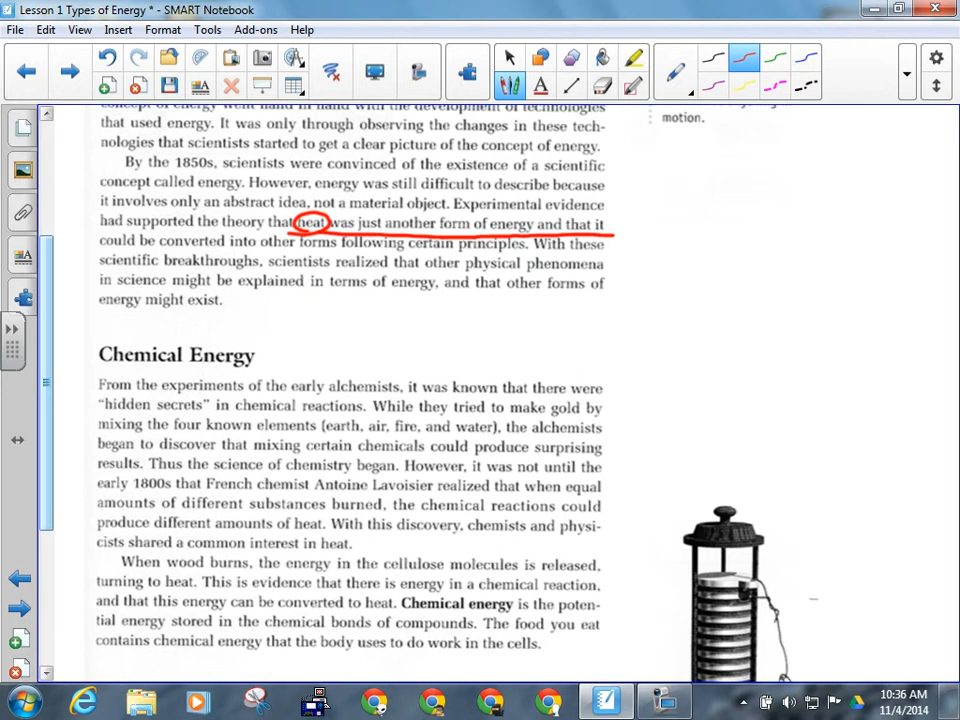 Lesson 1 Types of Energy * - SMART Notebook
File Edit View Insert Format Tools Add-ons Help
concept of energy went hand in hand with the development of technologies
that used energy. It was only through observing the changes in these tech-
nologies that scientists started to get a clear picture of the concept of energy.
motion.
By the 1850s, scientists were convinced of the existence of a scientific
concept called energy. However, energy was still difficult to describe because
it involves only an abstract idea, not a material object. Experimental evidence
had supported the theory that heat was just another form of energy and that it
could be converted into other forms following certain principles. With these
scientific breakthroughs, scientists realized that other physical phenomena
in science might be explained in terms of energy, and that other forms of
energy might exist.
Chemical Energy
From the experiments of the early alchemists, it was known that there were
“hidden secrets” in chemical reactions. While they tried to make gold by
mixing the four known elements (earth, air, fire, and water), the alchemists
began to discover that mixing certain chemicals could produce surprising
results. Thus the science of chemistry began. However, it was not until the
early 1800s that French chemist Antoine Lavoisier realized that when equal
amounts of different substances burned, the chemical reactions could
produce different amounts of heat. With this discovery, chemists and physi-
cists shared a common interest in heat.
When wood burns, the energy in the cellulose molecules is released,
turning to heat. This is evidence that there is energy in a chemical reaction,
and that this energy can be converted to heat. Chemical energy is the poten-
tial energy stored in the chemical bonds of compounds. The food you eat
contains chemical energy that the body uses to do work in the cells.
10:36 AM
11/4/2014